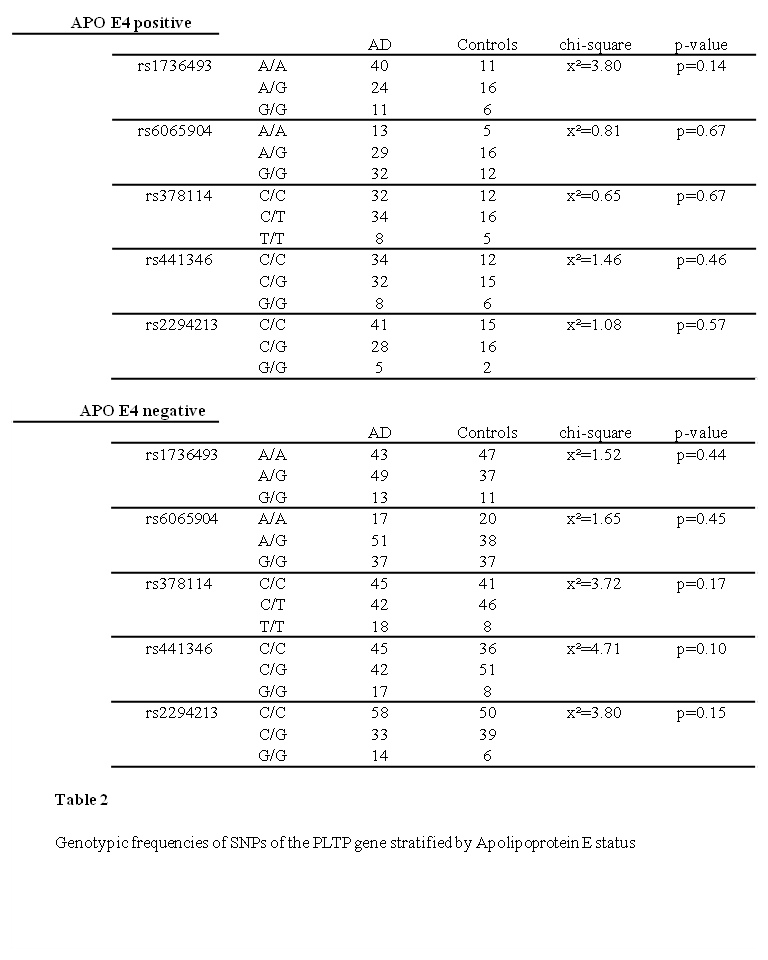 APO E4 positive
AD Controls chi-square p-value
rs1736493 A/A 40 11 x²=3.80 p=0.14
A/G 24 16
G/G 11 6
rs6065904 A/A 13 5 x²=0.81 p=0.67
A/G 29 16
G/G 32 12
rs378114 C/C 32 12 x²=0.65 p=0.67
C/T 34 16
T/T 8 5
rs441346 C/C 34 12 x²=1.46 p=0.46
C/G 32 15
G/G 8 6
rs2294213 C/C 41 15 x²=1.08 p=0.57
C/G 28 16
G/G 5 2
APO E4 negative
AD Controls chi-square p-value
rs1736493 A/A 43 47 x²=1.52 p=0.44
A/G 49 37
G/G 13 11
rs6065904 A/A 17 20 x²=1.65 p=0.45
A/G 51 38
G/G 37 37
rs378114 C/C 45 41 x²=3.72 p=0.17
C/T 42 46
T/T 18 8
rs441346 C/C 45 36 x²=4.71 p=0.10
C/G 42 51
G/G 17 8
rs2294213 C/C 58 50 x²=3.80 p=0.15
C/G 33 39
G/G 14 6
Table 2
Genotypic frequencies of SNPs of the PLTP gene stratified by Apolipoprotein E status